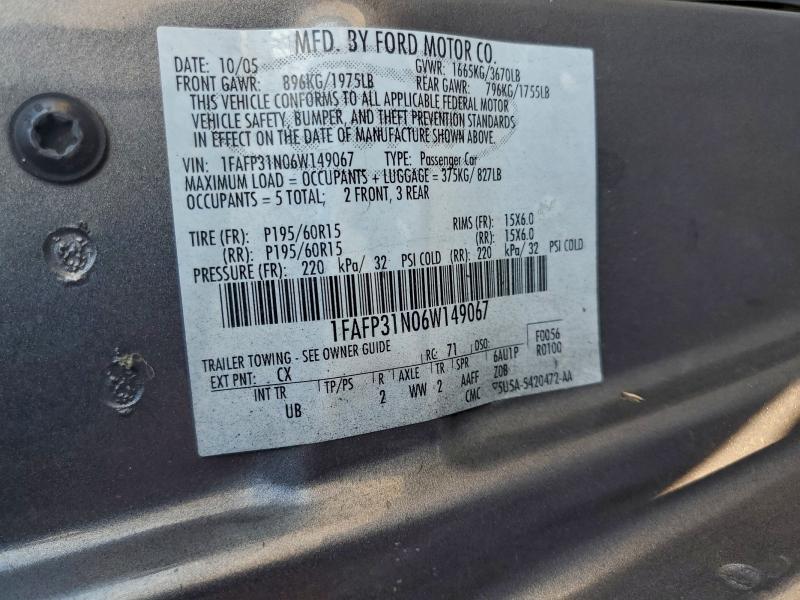 MFD. BY FORD MOTOR CO.
DATE: 10/05 GVWR: 1665KG/3670LB
FRONT GAWR: 896KG/1975LB REAR GAWR: 796KG/1755LB
THIS VEHICLE CONFORMS TO ALL APPLICABLE FEDERAL MOTOR
VEHICLE SAFETY, BUMPER, AND THEFT PREVENTION STANDARDS
IN EFFECT ON THE DATE OF MANUFACTURE SHOWN ABOVE.
VIN: 1FAFP31N06W149067 TYPE: Passenger Car
MAXIMUM LOAD = OCCUPANTS + LUGGAGE = 375KG/ 827LB
OCCUPANTS = 5 TOTAL; 2 FRONT, 3 REAR
TIRE (FR): P195/60R15 RIMS (FR): 15X6.0
(RR): P195/60R15 (RR): 15X6.0
PRESSURE (FR): 220 kPa/ 32 PSI COLD (RR): 220 kPa/ 32 PSI COLD
1FAFP31N06W149067
TRAILER TOWING - SEE OWNER GUIDE RC: 71 DSO: F0056
EXT PNT: CX 6AU1P R0100
INT TR TP/PS R AXLE TR SPR ZOB
UB 2 WW 2 AAFF
CMC 5U5A-5420472-AA